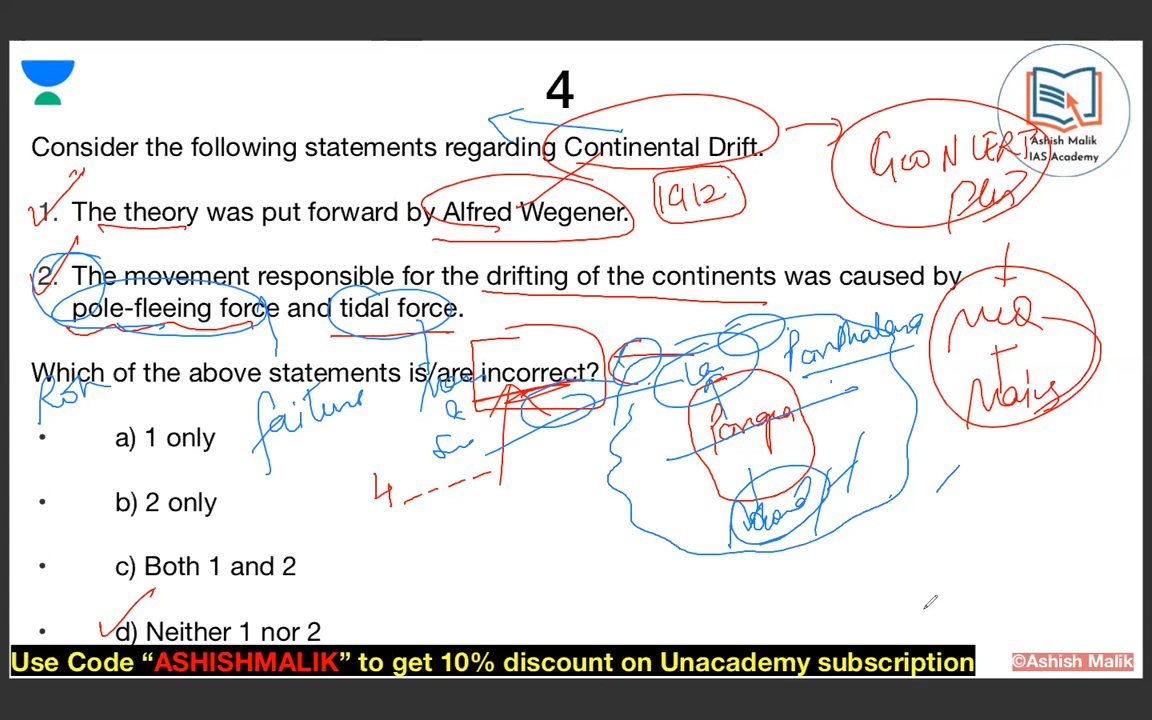 4
Ashish Malik
IAS Academy
Consider the following statements regarding Continental Drift.
NCERT
1. The theory was put forward by Alfred Wegener.
1912
2. The movement responsible for the drifting of the continents was caused by
pole-fleeing force and tidal force.
Panthalassa
Which of the above statements is/are incorrect?
MCQ
Mains
failure
Pangea
a) 1 only
b) 2 only
4
c) Both 1 and 2
d) Neither 1 nor 2
Use Code “ASHISHMALIK” to get 10% discount on Unacademy subscription
©Ashish Malik